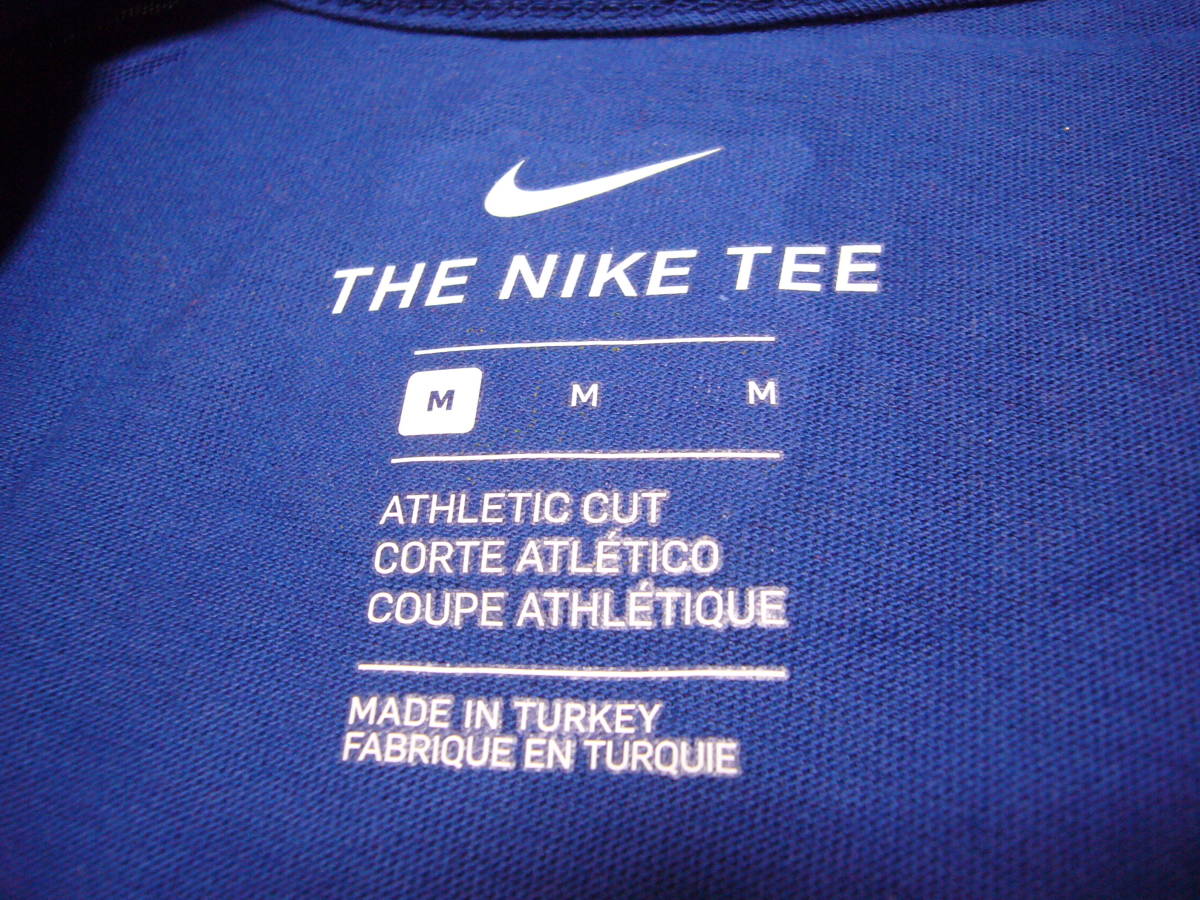 THE NIKE TEE
M M M
ATHLETIC CUT
CORTE ATLÉTICO
COUPE ATHLÉTIQUE
MADE IN TURKEY
FABRIQUE EN TURQUIE